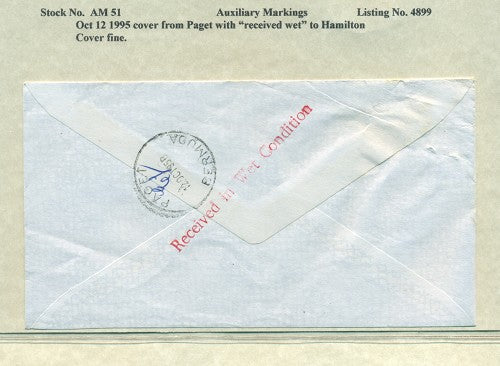 Stock No. AM 51 Auxiliary Markings Listing No. 4899
Oct 12 1995 cover from Paget with "received wet" to Hamilton
Cover fine.
Received in Wet Condition
PAGET
BERMUDA